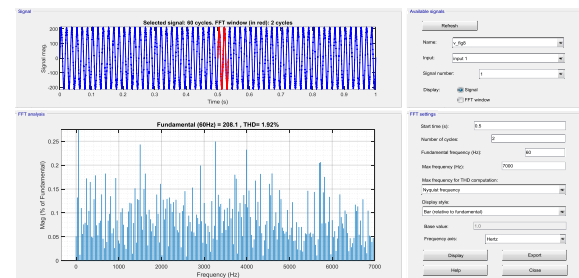 Signal
Selected signal: 60 cycles. FFT window (in red): 2 cycles
200
100
0
-100
-200
Signal mag.
0 0.1 0.2 0.3 0.4 0.5 0.6 0.7 0.8 0.9 1
Time (s)
FFT analysis
Fundamental (60Hz) = 208.1 , THD= 1.92%
0.25
0.2
0.15
0.1
0.05
0
Mag (% of Fundamental)
0 1000 2000 3000 4000 5000 6000 7000
Frequency (Hz)
Available signals
Refresh
Name: v_fig5
Input: input 1
Signal number: 1
Display: Signal
FFT window
FFT settings
Start time (s): 0.5
Number of cycles: 2
Fundamental frequency (Hz): 60
Max frequency (Hz): 7000
Max frequency for THD computation:
Nyquist frequency
Display style:
Bar (relative to fundamental)
Base value: 1.0
Frequency axis: Hertz
Display Export
Help Close